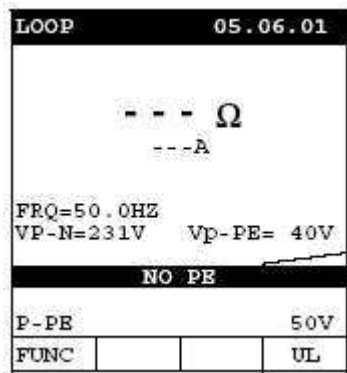 LOOP 05.06.01
--- Ω
---A
FRQ=50.0HZ
VP-N=231V Vp-PE= 40V
NO PE
P-PE 50V
FUNC UL